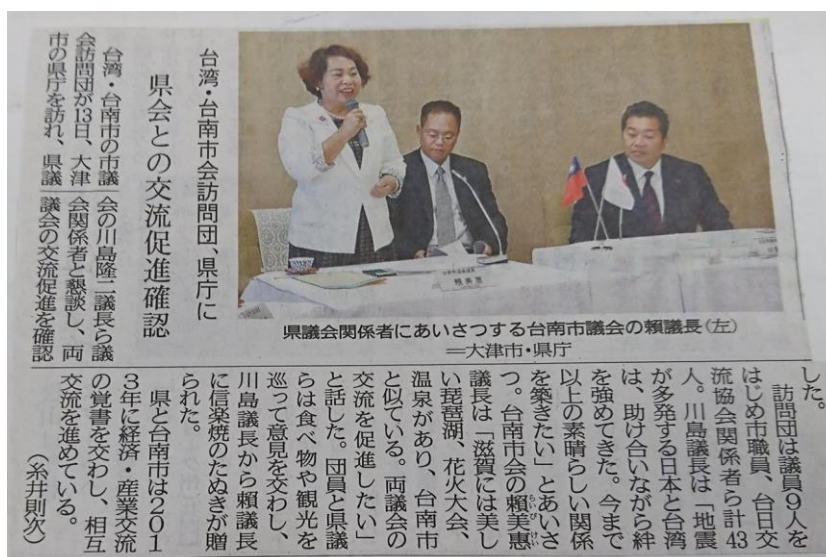 台湾・台南市会訪問団、県庁に
県会との交流促進確認
台湾・台南市の市議
会訪問団が13日、大津
市の県庁を訪れ、県議
会の川島隆二議長ら議
会関係者と懇談し、両
議会の交流促進を確認
県議会関係者にあいさつする台南市議会の賴議長(左)
＝大津市・県庁
した。
訪問団は議員9人を
はじめ市職員、台日交
流協会関係者ら計43
人。川島議長は「地震
が多発する日本と台湾
は、助け合いながら絆
を強めてきた。今まで
以上の素晴らしい関係
を築きたい」とあいさ
つ。台南市会の賴美惠
議長は「滋賀には美し
い琵琶湖、花火大会、
温泉があり、台南市
と似ている。両議会の
交流を促進したい」
と話した。団員と県議
らは食べ物や観光を
巡って意見を交わし、
川島議長から賴議長
に信楽焼のたぬきが贈
られた。
県と台南市は201
3年に経済・産業交流
の覚書を交わし、相互
交流を進めている。
（糸井則次）
賴美惠